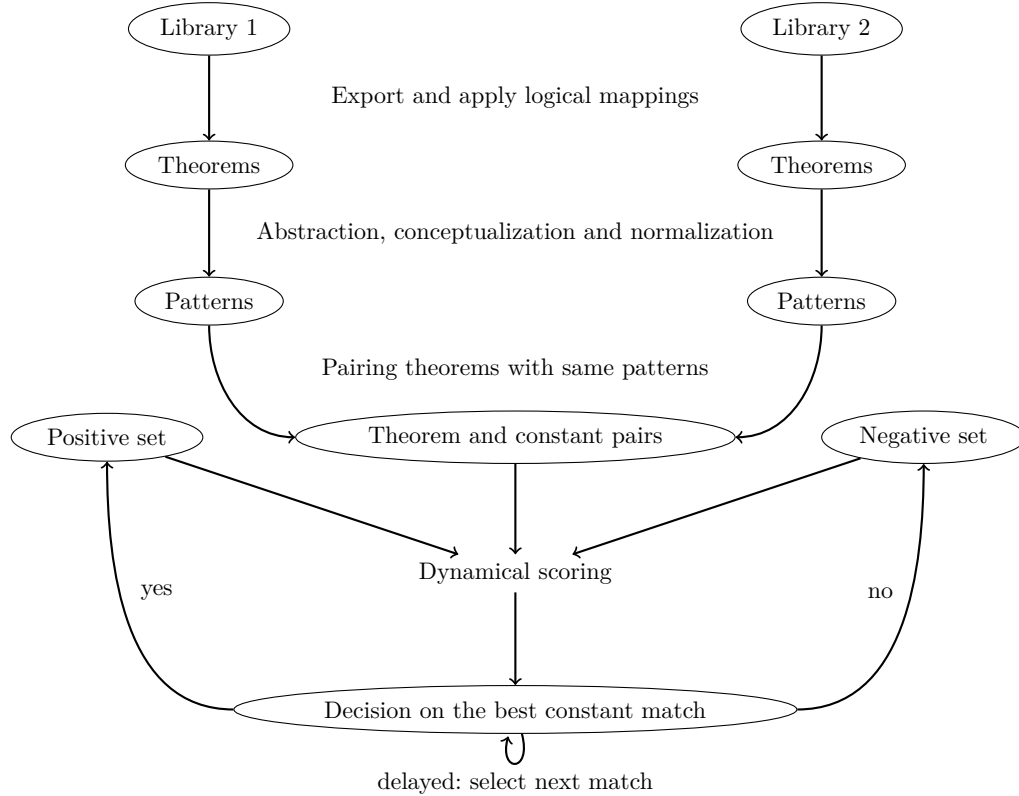 Library 1
Library 2
Export and apply logical mappings
Theorems
Theorems
Abstraction, conceptualization and normalization
Patterns
Patterns
Pairing theorems with same patterns
Positive set
Theorem and constant pairs
Negative set
Dynamical scoring
yes
no
Decision on the best constant match
delayed: select next match